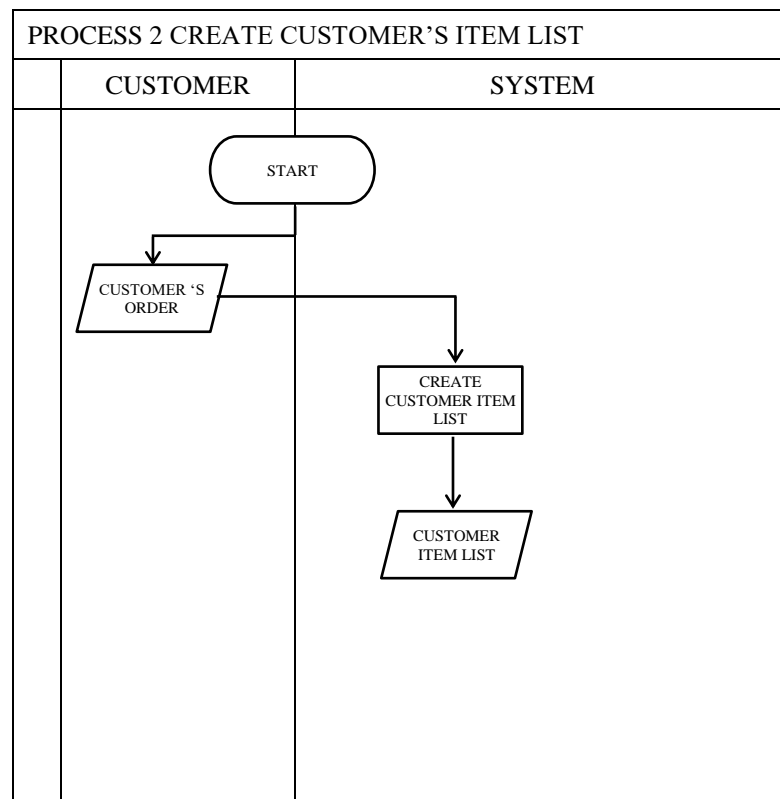 PROCESS 2 CREATE CUSTOMER’S ITEM LIST
CUSTOMER
SYSTEM
START
CUSTOMER ‘S
ORDER
CREATE
CUSTOMER ITEM
LIST
CUSTOMER
ITEM LIST